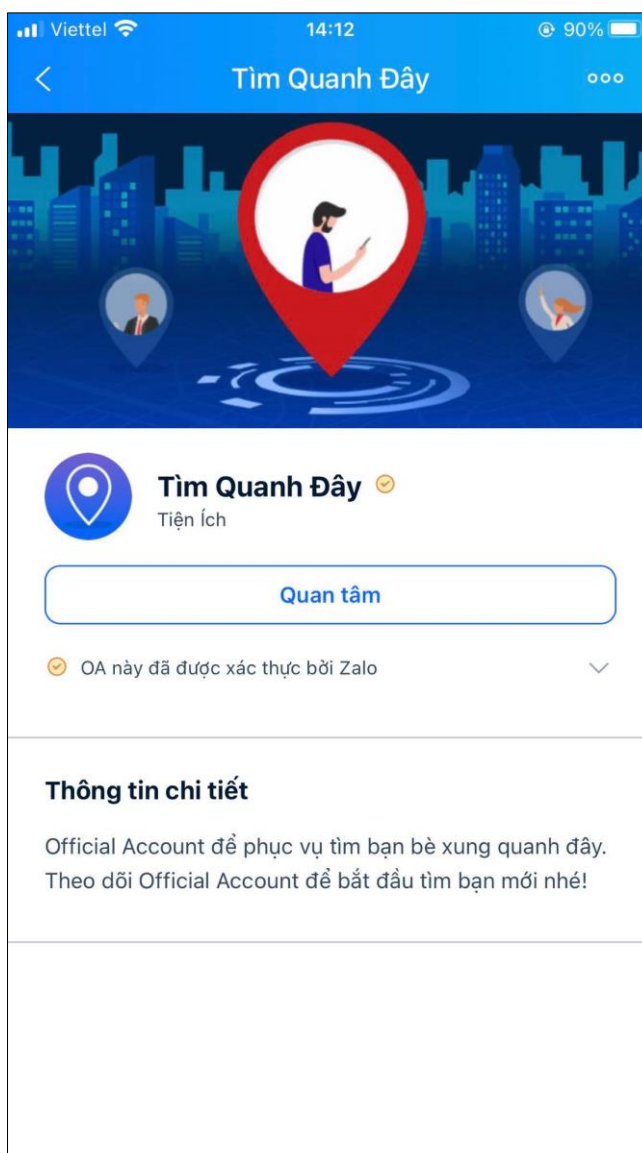 Viettel 14:12 90%
Tìm Quanh Đây
Tìm Quanh Đây
Tiện Ích
Quan tâm
OA này đã được xác thực bởi Zalo
Thông tin chi tiết
Official Account để phục vụ tìm bạn bè xung quanh đây.
Theo dõi Official Account để bắt đầu tìm bạn mới nhé!